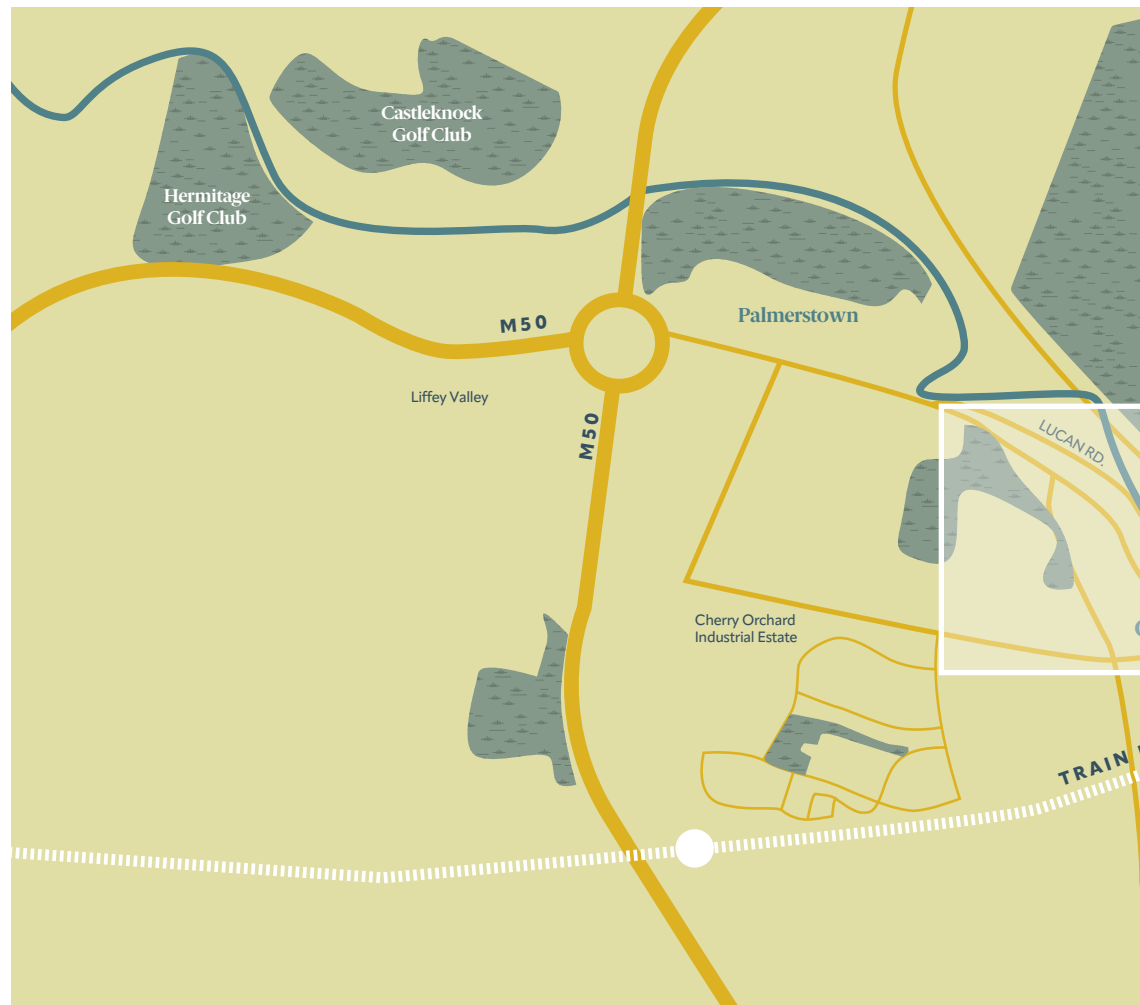 Castleknock
Golf Club
Hermitage
Golf Club
M50
Palmerstown
Liffey Valley
M50
LUCAN RD.
Cherry Orchard
Industrial Estate
TRAIN